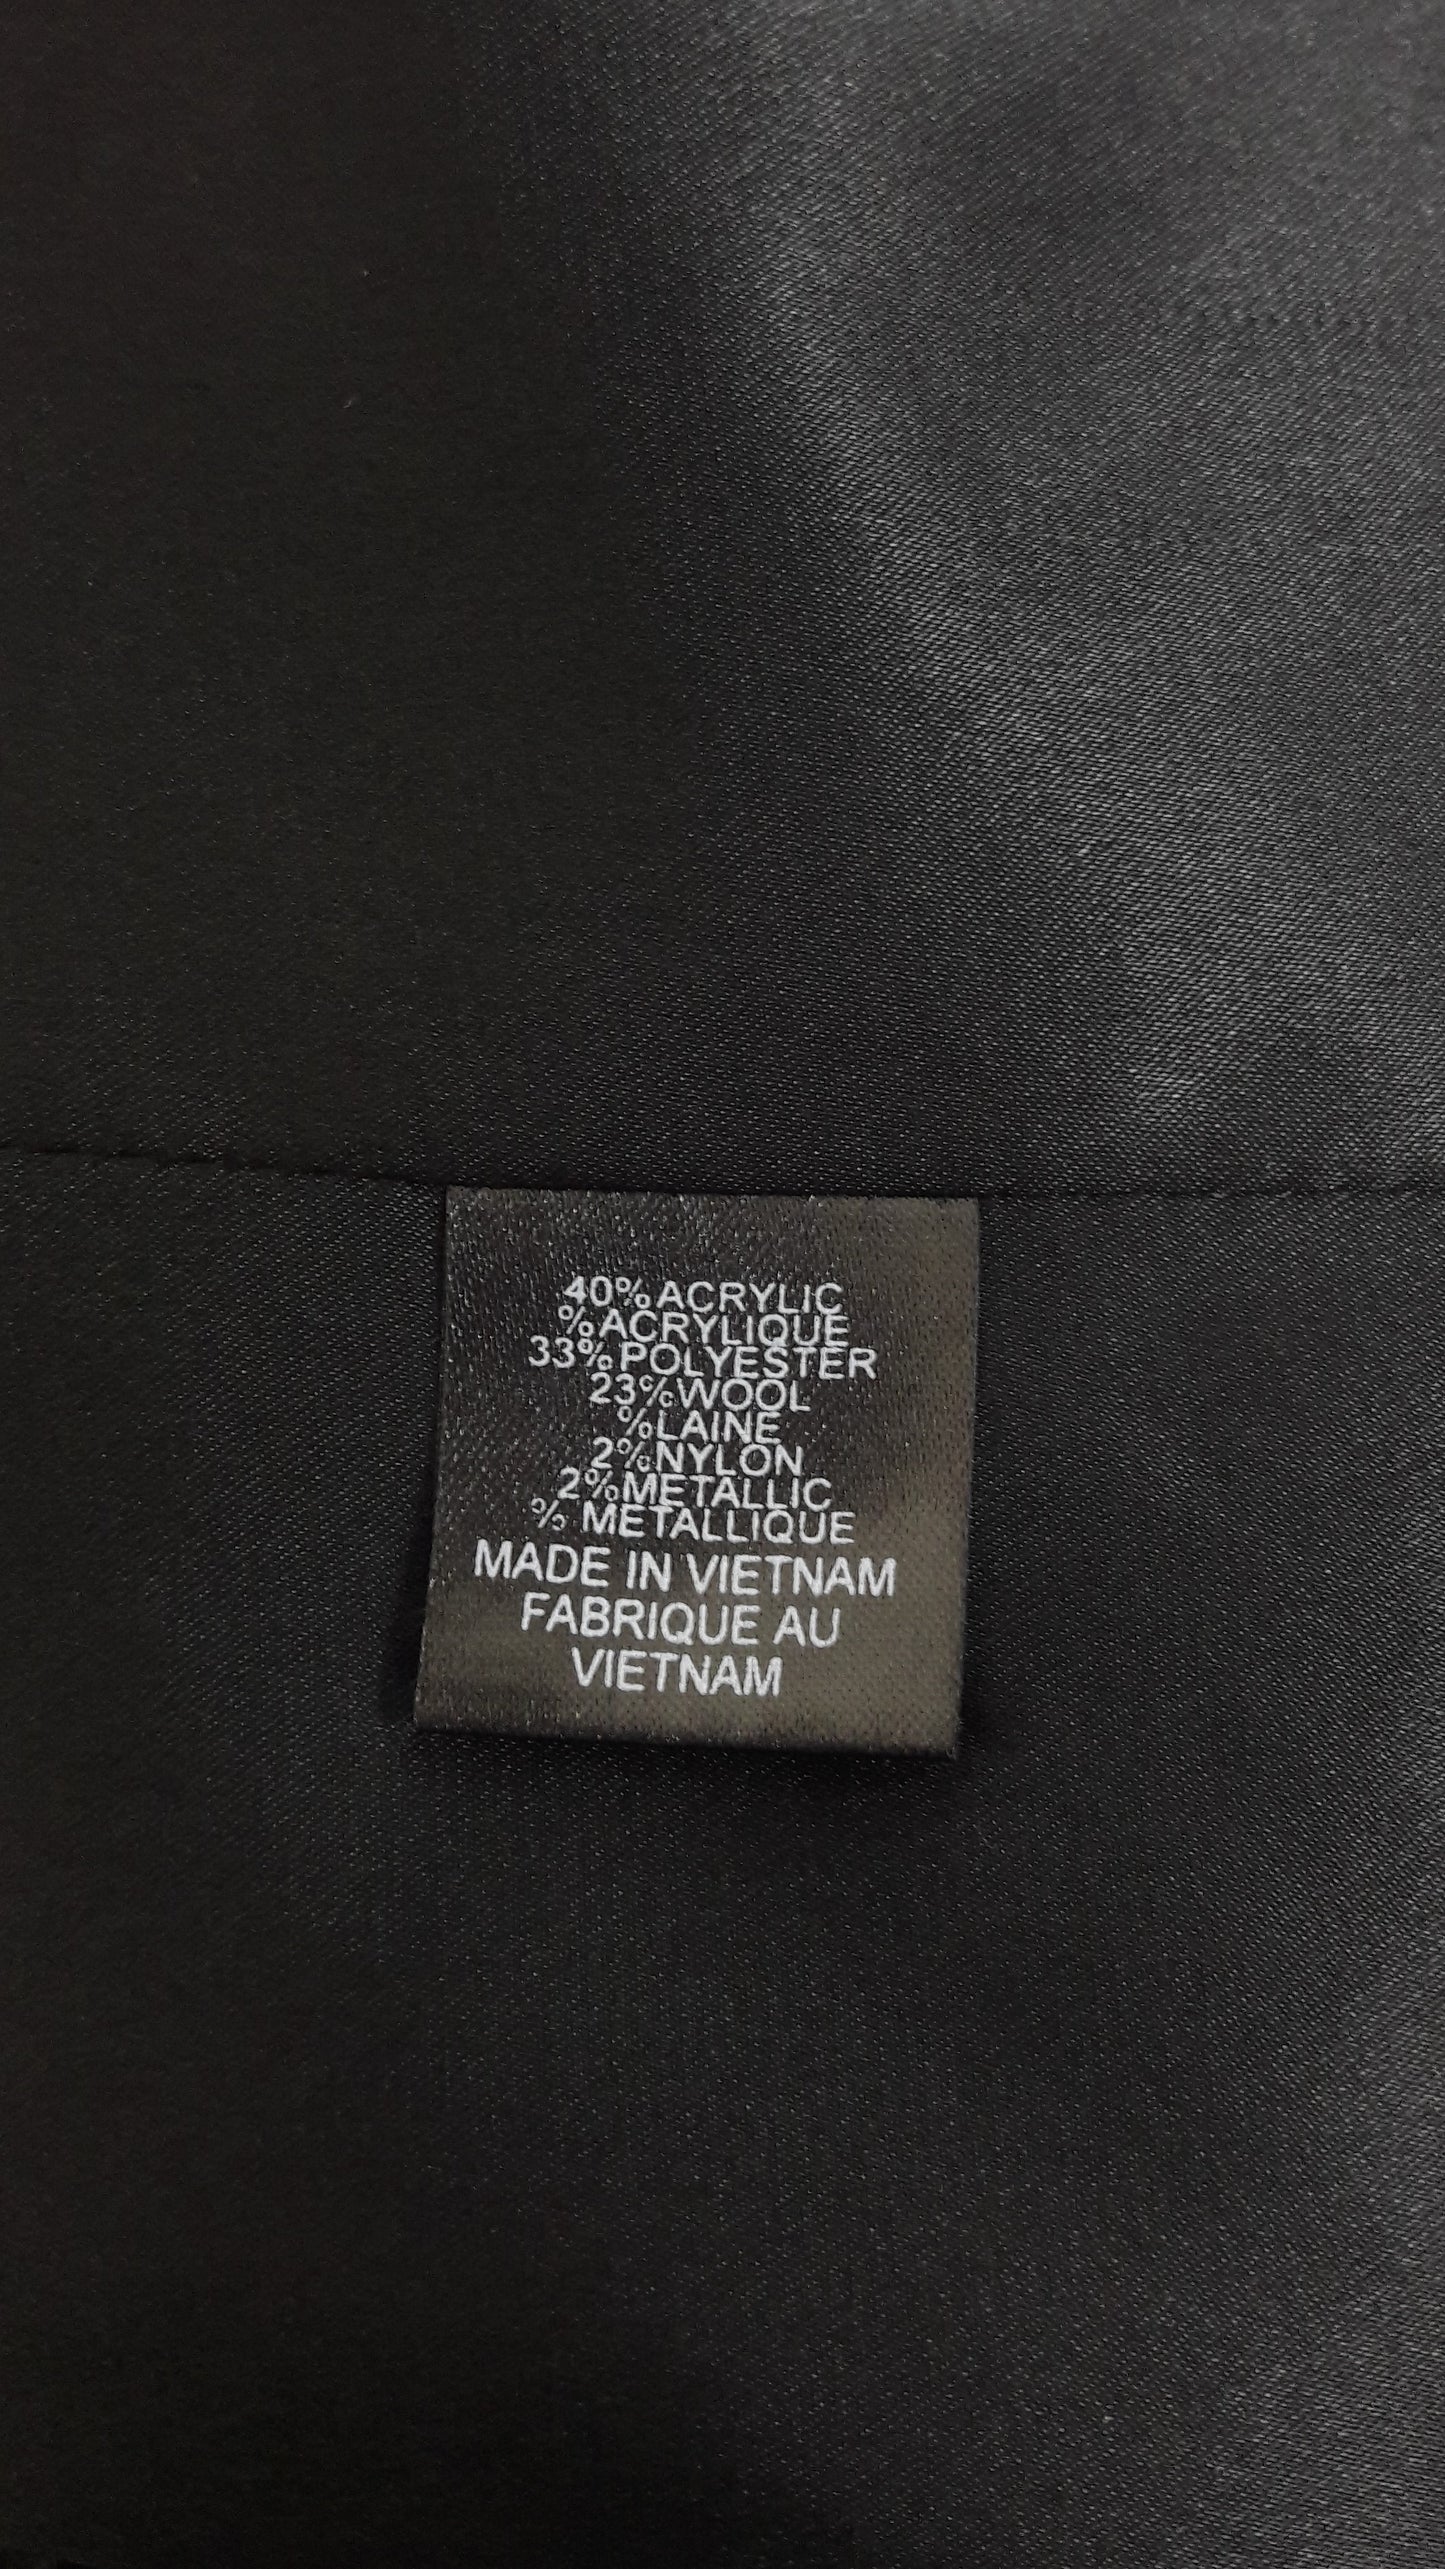 40% ACRYLIC
% ACRYLIQUE
33% POLYESTER
23% WOOL
% LAINE
2% NYLON
2% METALLIC
% METALLIQUE
MADE IN VIETNAM
FABRIQUE AU
VIETNAM